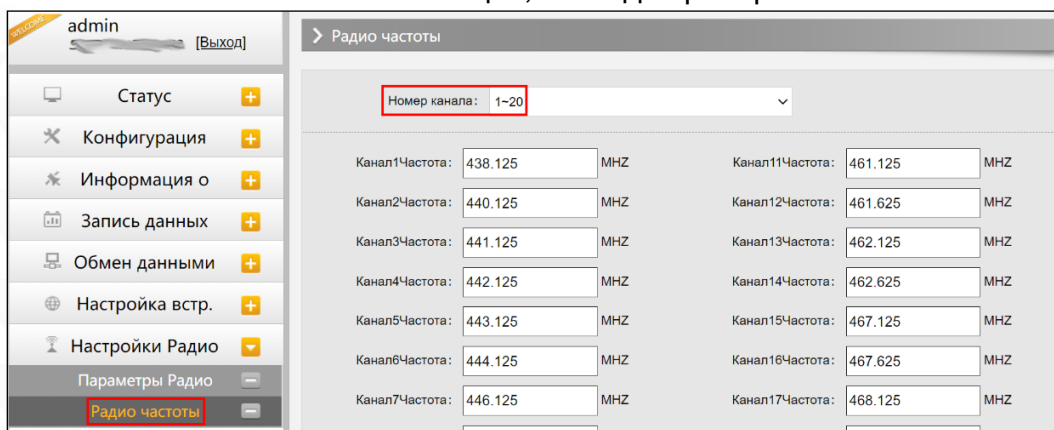 WELCOME
admin
[Выход]
Статус
Конфигурация
Информация о
Запись данных
Обмен данными
Настройка встр.
Настройки Радио
Параметры Радио
Радио частоты
Радио частоты
Номер канала: 1~20
Канал1Частота: 438.125 MHZ Канал11Частота: 461.125 MHZ
Канал2Частота: 440.125 MHZ Канал12Частота: 461.625 MHZ
Канал3Частота: 441.125 MHZ Канал13Частота: 462.125 MHZ
Канал4Частота: 442.125 MHZ Канал14Частота: 462.625 MHZ
Канал5Частота: 443.125 MHZ Канал15Частота: 467.125 MHZ
Канал6Частота: 444.125 MHZ Канал16Частота: 467.625 MHZ
Канал7Частота: 446.125 MHZ Канал17Частота: 468.125 MHZ